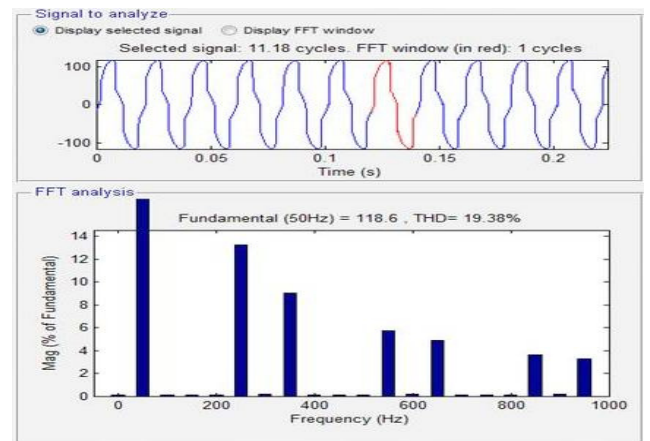 Signal to analyze
Display selected signal Display FFT window
Selected signal: 11.18 cycles. FFT window (in red): 1 cycles
100
0
-100
0 0.05 0.1 0.15 0.2
Time (s)
FFT analysis
Fundamental (50Hz) = 118.6 , THD= 19.38%
Mag (% of Fundamental)
14
12
10
8
6
4
2
0
0 200 400 600 800 1000
Frequency (Hz)